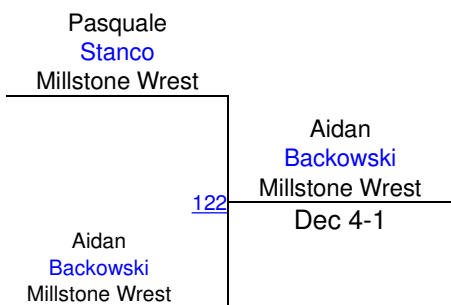 Pasquale
Stanco
Millstone Wrest
Aidan
Backowski
Millstone Wrest
122
Dec 4-1
Aidan
Backowski
Millstone Wrest